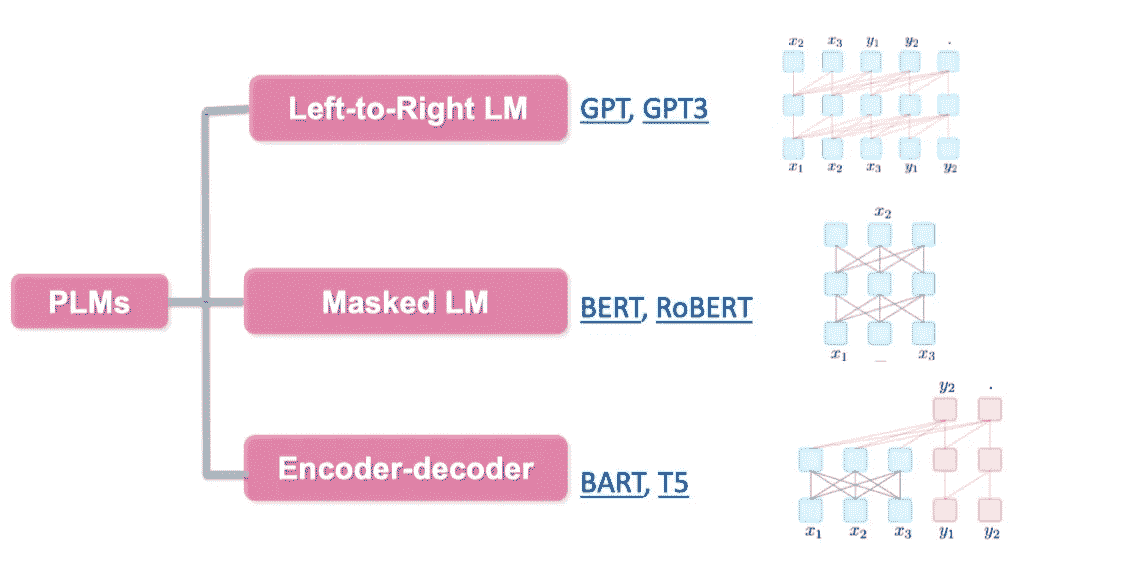 x₂ x₃ y₁ y₂ .
Left-to-Right LM
GPT, GPT3
x₁ x₂ x₃ y₁ y₂
x₂
PLMs
Masked LM
BERT, RoBERT
x₁ _ x₃
y₂ .
Encoder-decoder
BART, T5
x₁ x₂ x₃ y₁ y₂